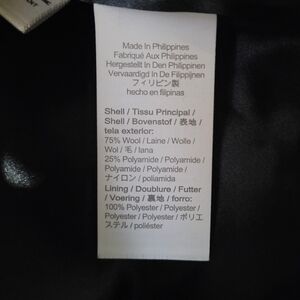 Made In Philippines
Fabriqué Aux Philippines
Hergestellt In Den Philippinen
Vervaardigd In De Filippijnen
フィリピン製
hecho en filipinas
Shell / Tissu Principal /
Shell / Bovenstof / 表地 /
tela exterior:
75% Wool / Laine / Wolle /
Wol / 毛 / lana
25% Polyamide / Polyamide /
Polyamide / Polyamide /
ナイロン / poliamida
Lining / Doublure / Futter
/ Voering / 裏地 / forro:
100% Polyester / Polyester /
Polyester / Polyester / ポリエ
ステル / poliéster